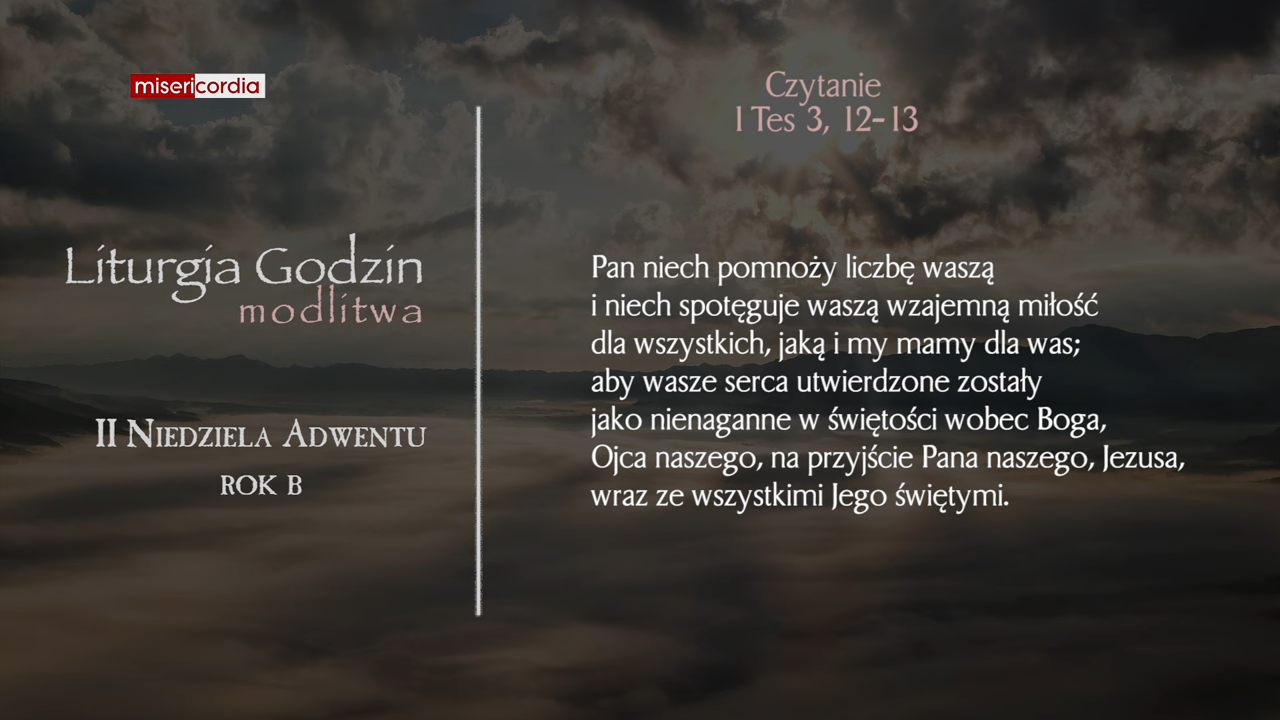 misericordia
Liturgia Godzin
modlitwa
II Niedziela Adwentu
ROK B
Czytanie
1 Tes 3, 12-13
Pan niech pomnoży liczbę waszą
i niech spotęguje waszą wzajemną miłość
dla wszystkich, jaką i my mamy dla was;
aby wasze serca utwierdzone zostały
jako nienaganne w świętości wobec Boga,
Ojca naszego, na przyjście Pana naszego, Jezusa,
wraz ze wszystkimi Jego świętymi.